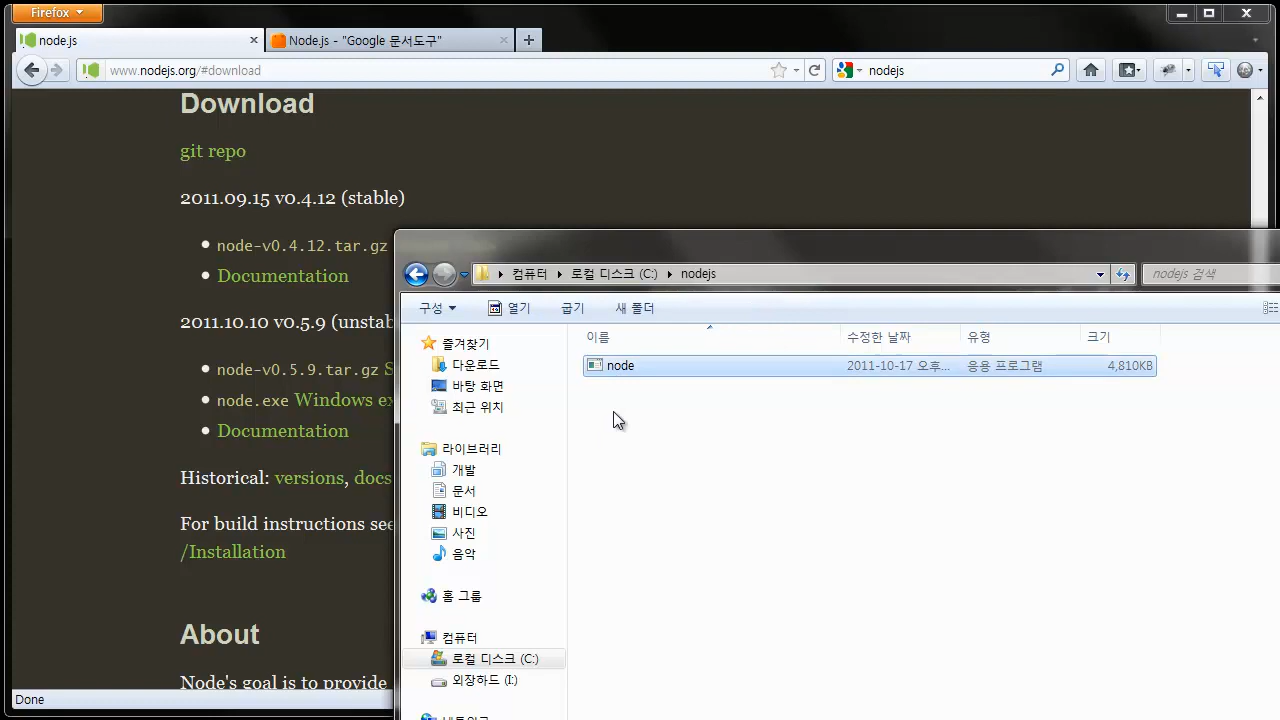 Firefox
node.js
Node.js - "Google 문서도구"
www.nodejs.org/#download
nodejs
Download
git repo
2011.09.15 v0.4.12 (stable)
node-v0.4.12.tar.gz
Documentation
2011.10.10 v0.5.9 (unstab
node-v0.5.9.tar.gz S
node.exe Windows ex
Documentation
Historical: versions, docs
For build instructions see
/Installation
About
Node's goal is to provide
Done
컴퓨터 로컬 디스크 (C:) nodejs
nodejs 검색
구성 열기 굽기 새 폴더
이름 수정한 날짜 유형 크기
node 2011-10-17 오후... 응용 프로그램 4,810KB
즐겨찾기
다운로드
바탕 화면
최근 위치
라이브러리
개발
문서
비디오
사진
음악
홈 그룹
컴퓨터
로컬 디스크 (C:)
외장하드 (I:)